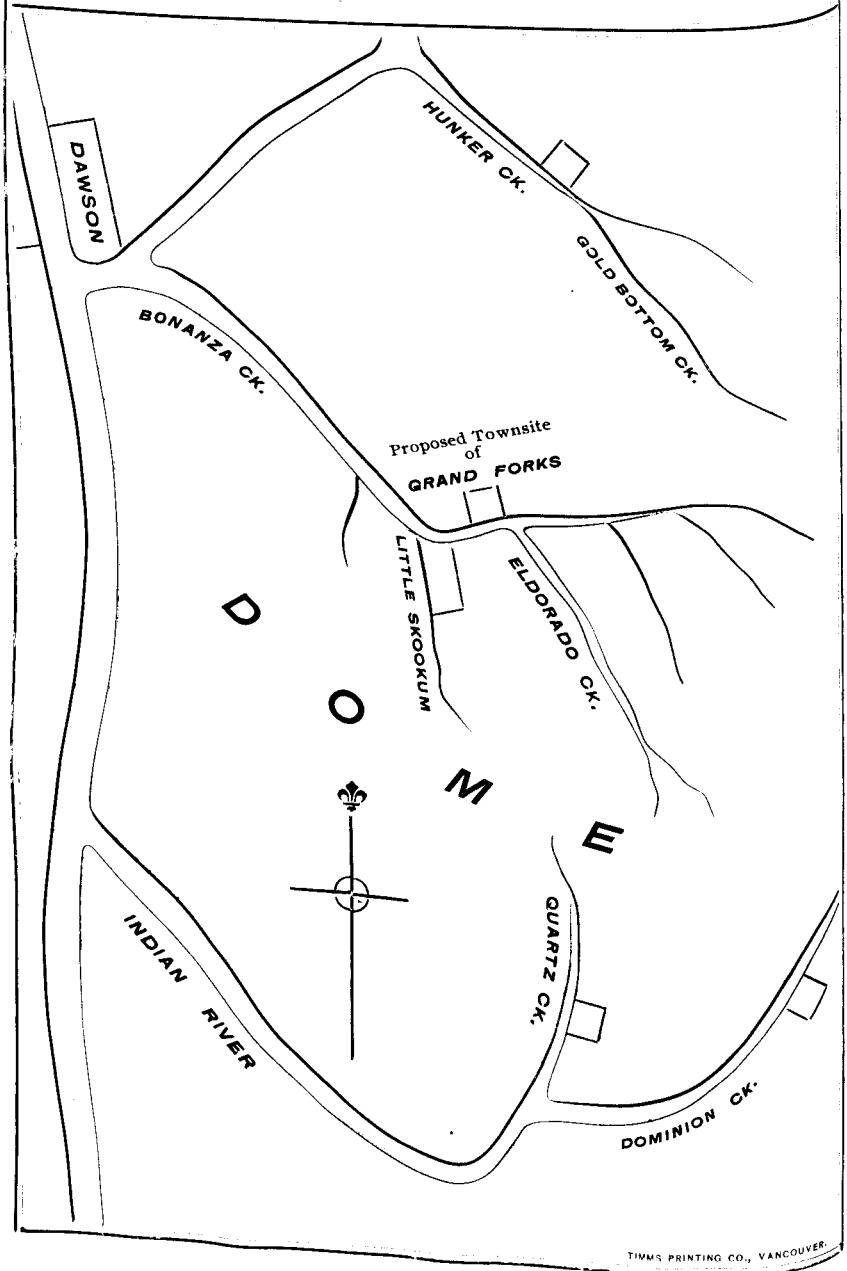 HUNKER CK.
DAWSON
GOLD BOTTOM CK.
BONANZA CK.
Proposed Townsite
of
GRAND FORKS
LITTLE SKOOKUM
ELDORADO CK.
D O M E
QUARTZ CK.
INDIAN RIVER
DOMINION CK.
TIMMS PRINTING CO., VANCOUVER.